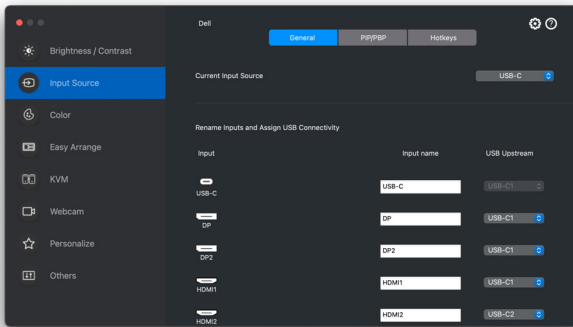 Dell
General PIP/PBP Hotkeys
Brightness / Contrast
Input Source
Color
Easy Arrange
KVM
Webcam
Personalize
Others
Current Input Source USB-C
Rename Inputs and Assign USB Connectivity
Input Input name USB Upstream
USB-C USB-C USB-C1
DP DP USB-C1
DP2 DP2 USB-C1
HDMI1 HDMI1 USB-C1
HDMI2 HDMI2 USB-C2